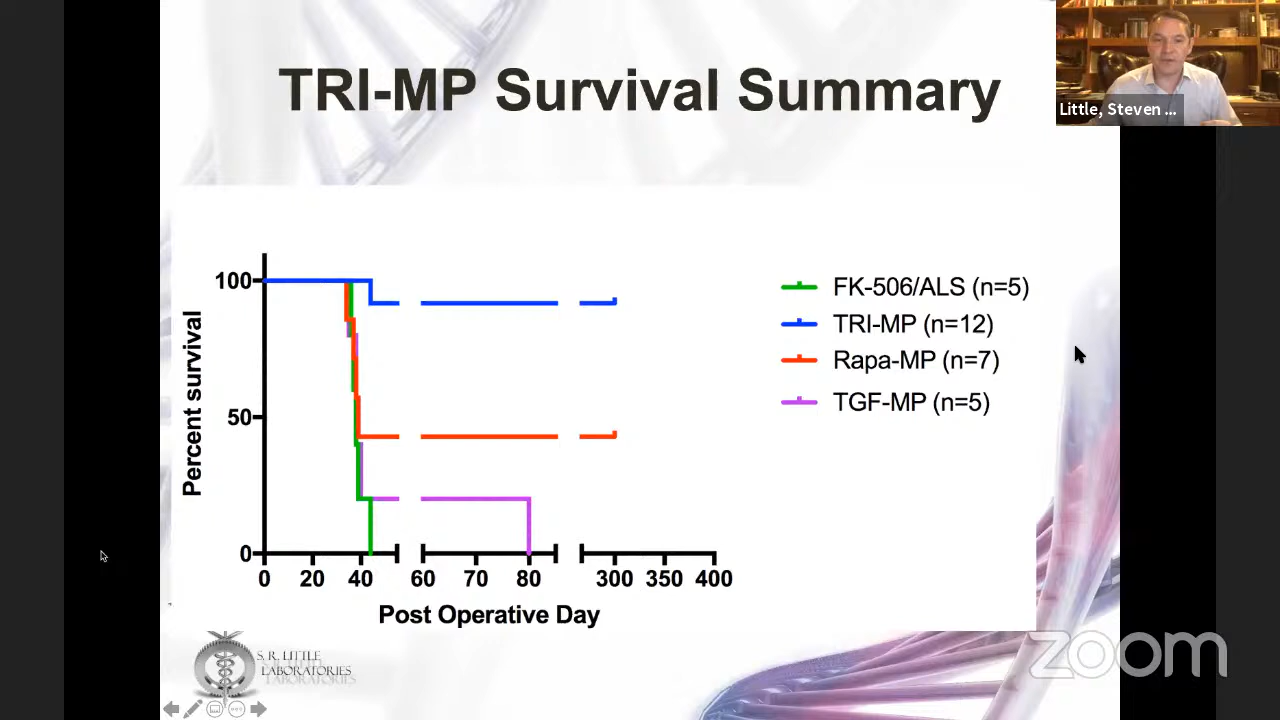 TRI-MP Survival Summary
Little, Steven ...
Percent survival
100
50
0
0 20 40 60 70 80 300 350 400
Post Operative Day
FK-506/ALS (n=5)
TRI-MP (n=12)
Rapa-MP (n=7)
TGF-MP (n=5)
S. R. LITTLE
LABORATORIES
zoom